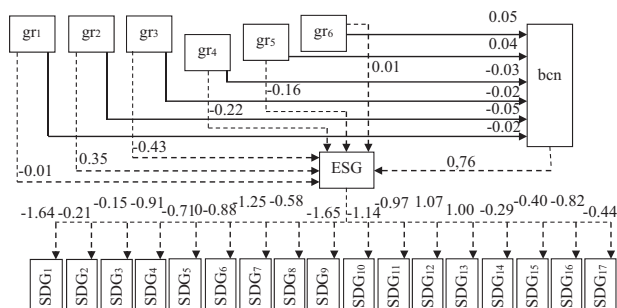 0.05
gr1 gr2 gr3 gr4 gr5 gr6
0.04
0.01
-0.03
bcn
-0.16
-0.02
-0.22
-0.05
-0.43
-0.02
0.35
-0.01
ESG
0,76
-1.64 -0.21 -0.15 -0.91 -0.71 0 -0.88 -1.25 -0.58 -1.65 -1.14 -0.97 1.07 1.00 -0.29 -0.40 -0.82 -0.44
SDG1 SDG2 SDG3 SDG4 SDG5 SDG6 SDG7 SDG8 SDG9 SDG10 SDG11 SDG12 SDG13 SDG14 SDG15 SDG16 SDG17